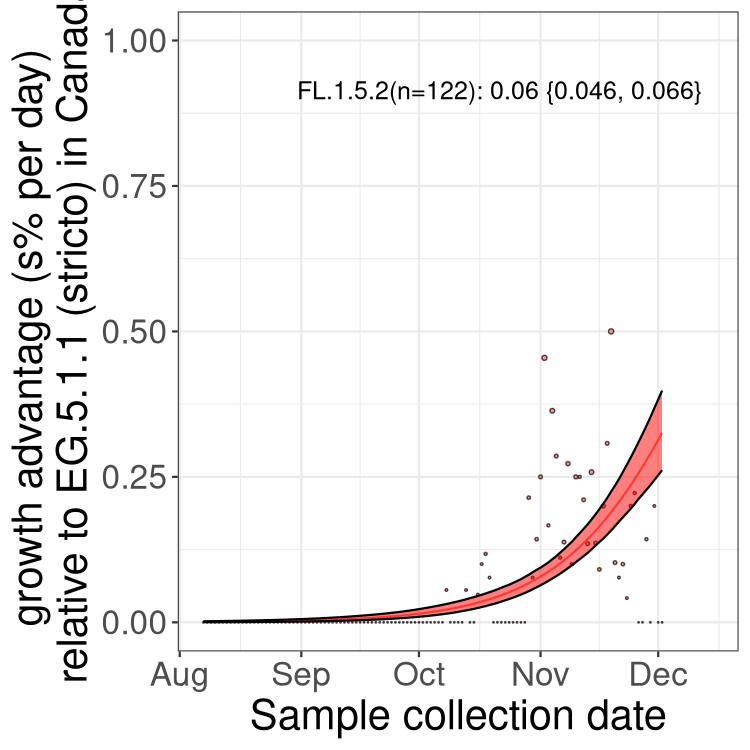 growth advantage (s% per day)
relative to EG.5.1.1 (stricto) in Canada
1.00
0.75
0.50
0.25
0.00
FL.1.5.2(n=122): 0.06 {0.046, 0.066}
Aug Sep Oct Nov Dec
Sample collection date